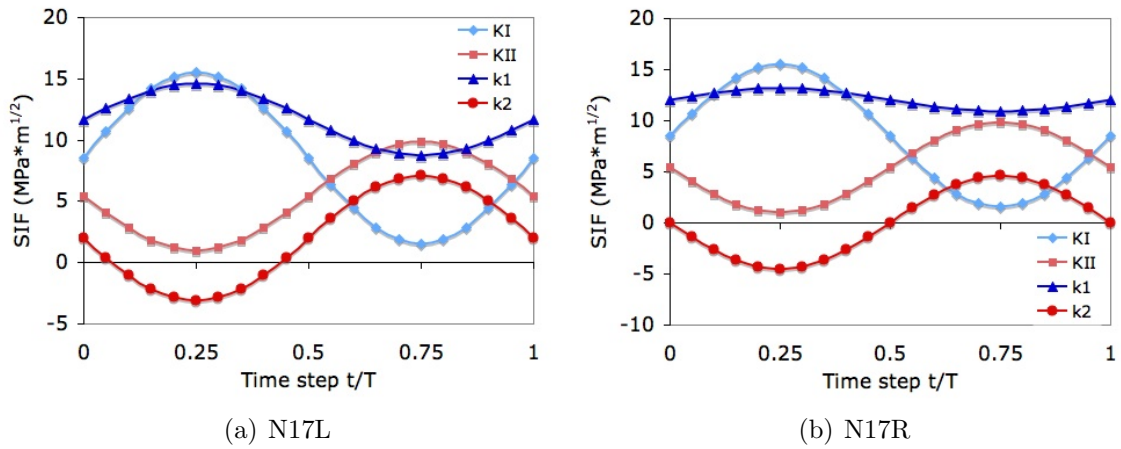 20
15
10
5
0
-5
SIF (MPa*m1/2)
0 0.25 0.5 0.75 1
Time step t/T
KI
KII
k1
k2
(a) N17L
20
15
10
5
0
-5
-10
SIF (MPa*m1/2)
0 0.25 0.5 0.75 1
Time step t/T
KI
KII
k1
k2
(b) N17R